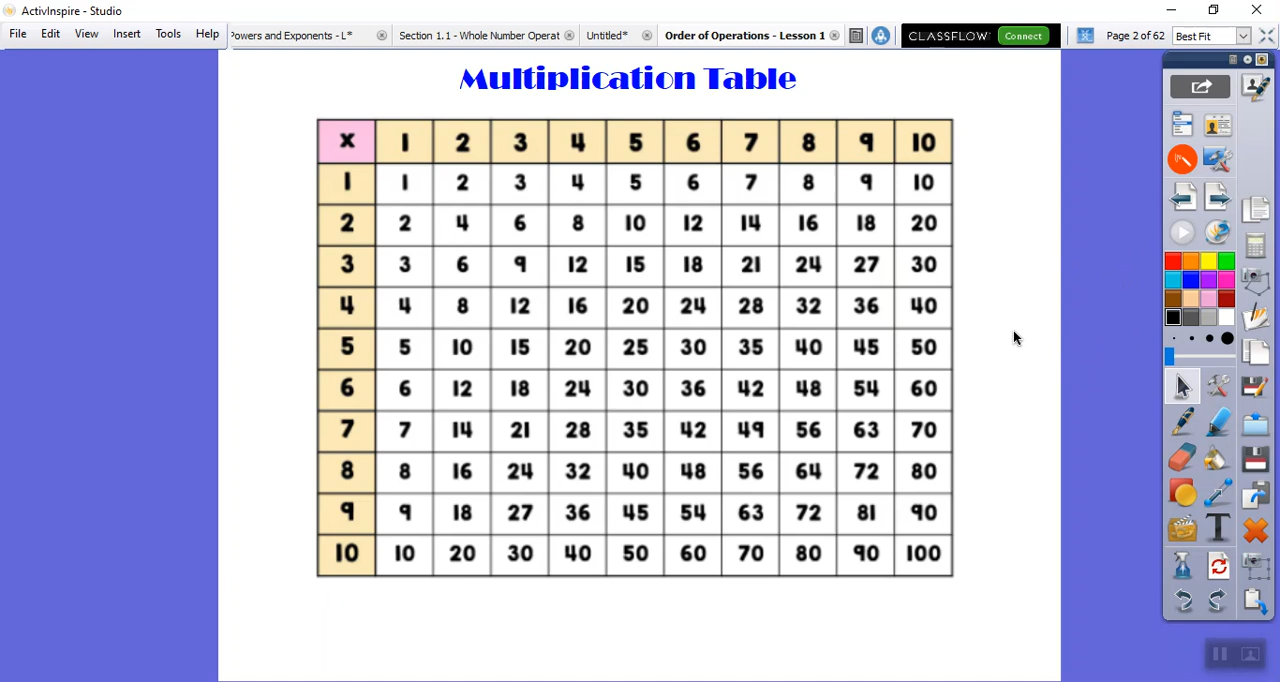 ActivInspire - Studio
File Edit View Insert Tools Help Powers and Exponents - L* Section 1.1 - Whole Number Operat Untitled* Order of Operations - Lesson 1 CLASSFLOW Connect Page 2 of 62 Best Fit
Multiplication Table
x 1 2 3 4 5 6 7 8 9 10
1 1 2 3 4 5 6 7 8 9 10
2 2 4 6 8 10 12 14 16 18 20
3 3 6 9 12 15 18 21 24 27 30
4 4 8 12 16 20 24 28 32 36 40
5 5 10 15 20 25 30 35 40 45 50
6 6 12 18 24 30 36 42 48 54 60
7 7 14 21 28 35 42 49 56 63 70
8 8 16 24 32 40 48 56 64 72 80
9 9 18 27 36 45 54 63 72 81 90
10 10 20 30 40 50 60 70 80 90 100